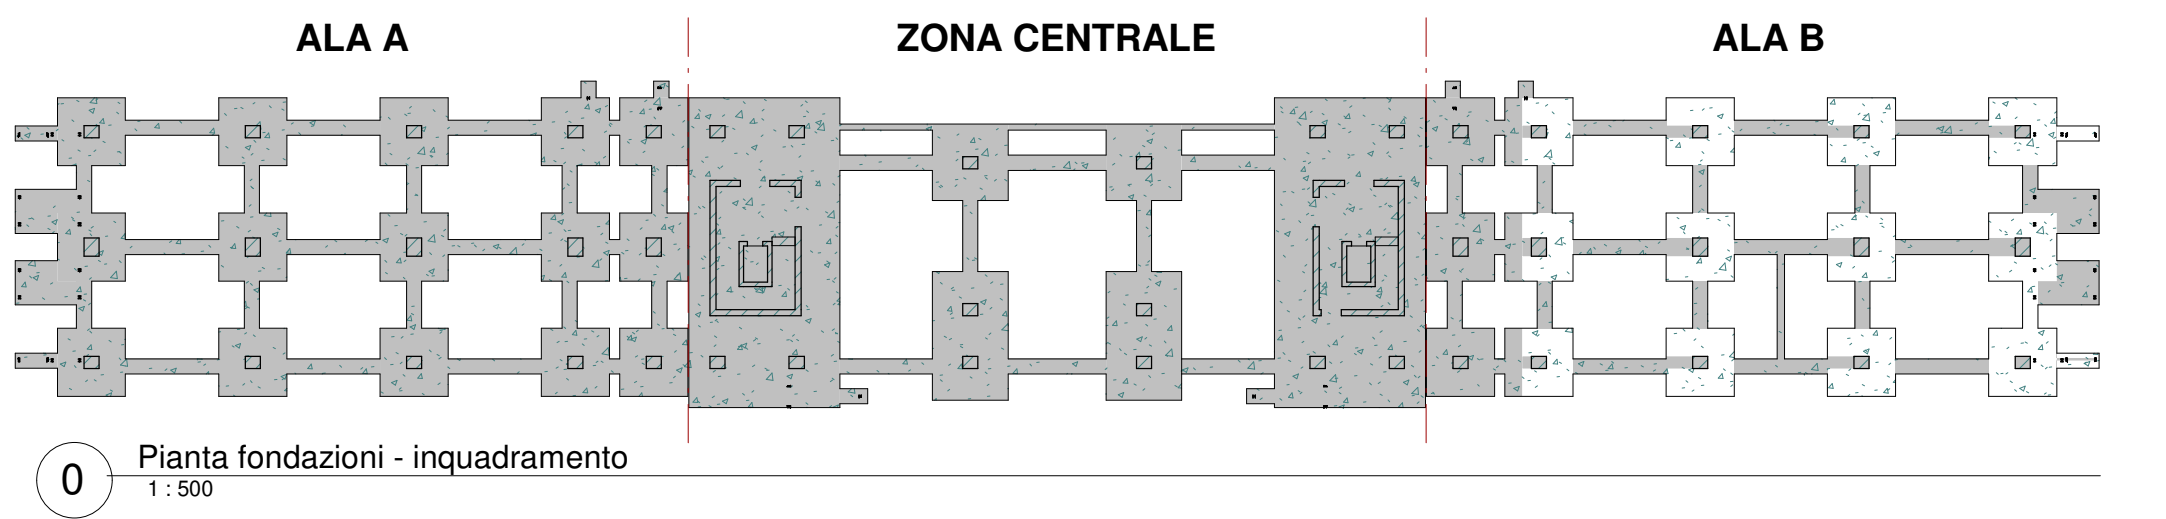 ALA A
ZONA CENTRALE
ALA B
0
Pianta fondazioni - inquadramento
1 : 500